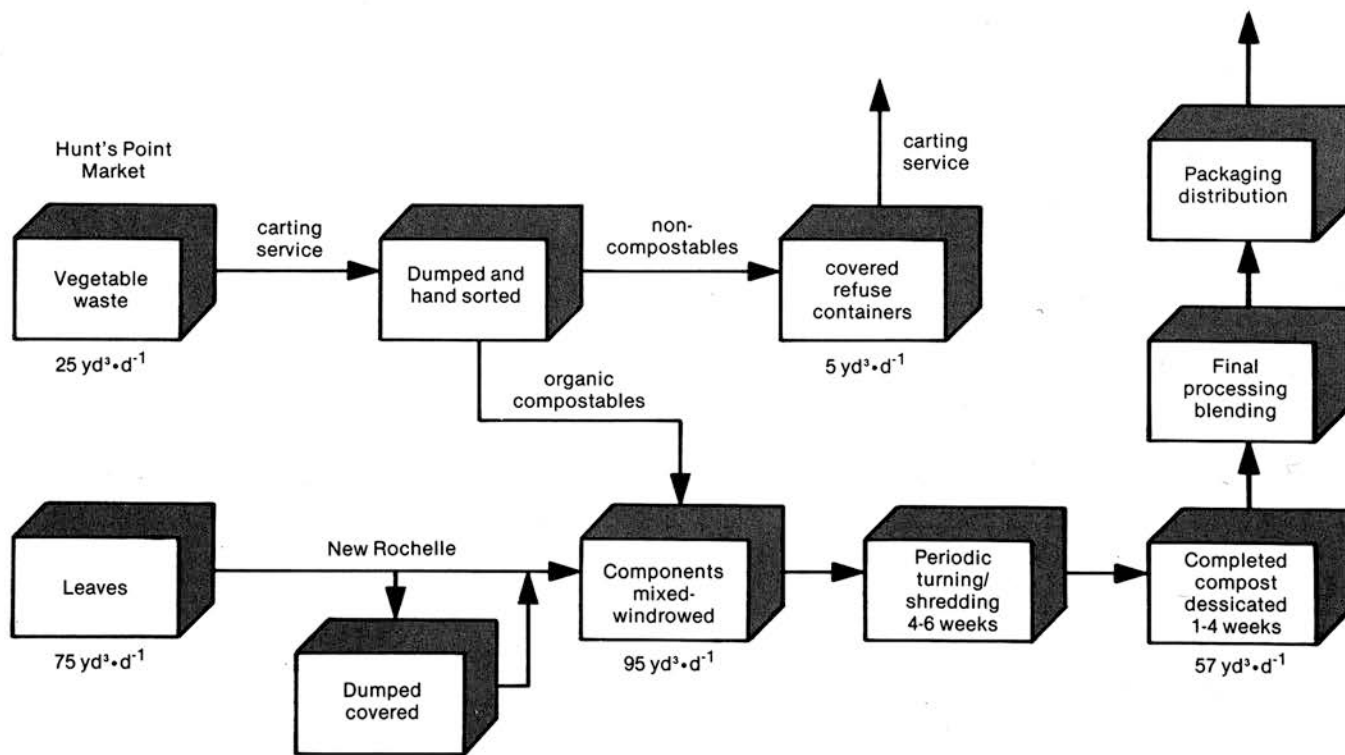 Hunt's Point
Market
Vegetable
waste
25 yd³•d⁻¹
carting
service
Dumped and
hand sorted
non-
compostables
covered
refuse
containers
5 yd³•d⁻¹
carting
service
organic
compostables
Leaves
75 yd³•d⁻¹
New Rochelle
Dumped
covered
Components
mixed-
windrowed
95 yd³•d⁻¹
Periodic
turning/
shredding
4-6 weeks
Completed
compost
dessicated
1-4 weeks
57 yd³•d⁻¹
Final
processing
blending
Packaging
distribution